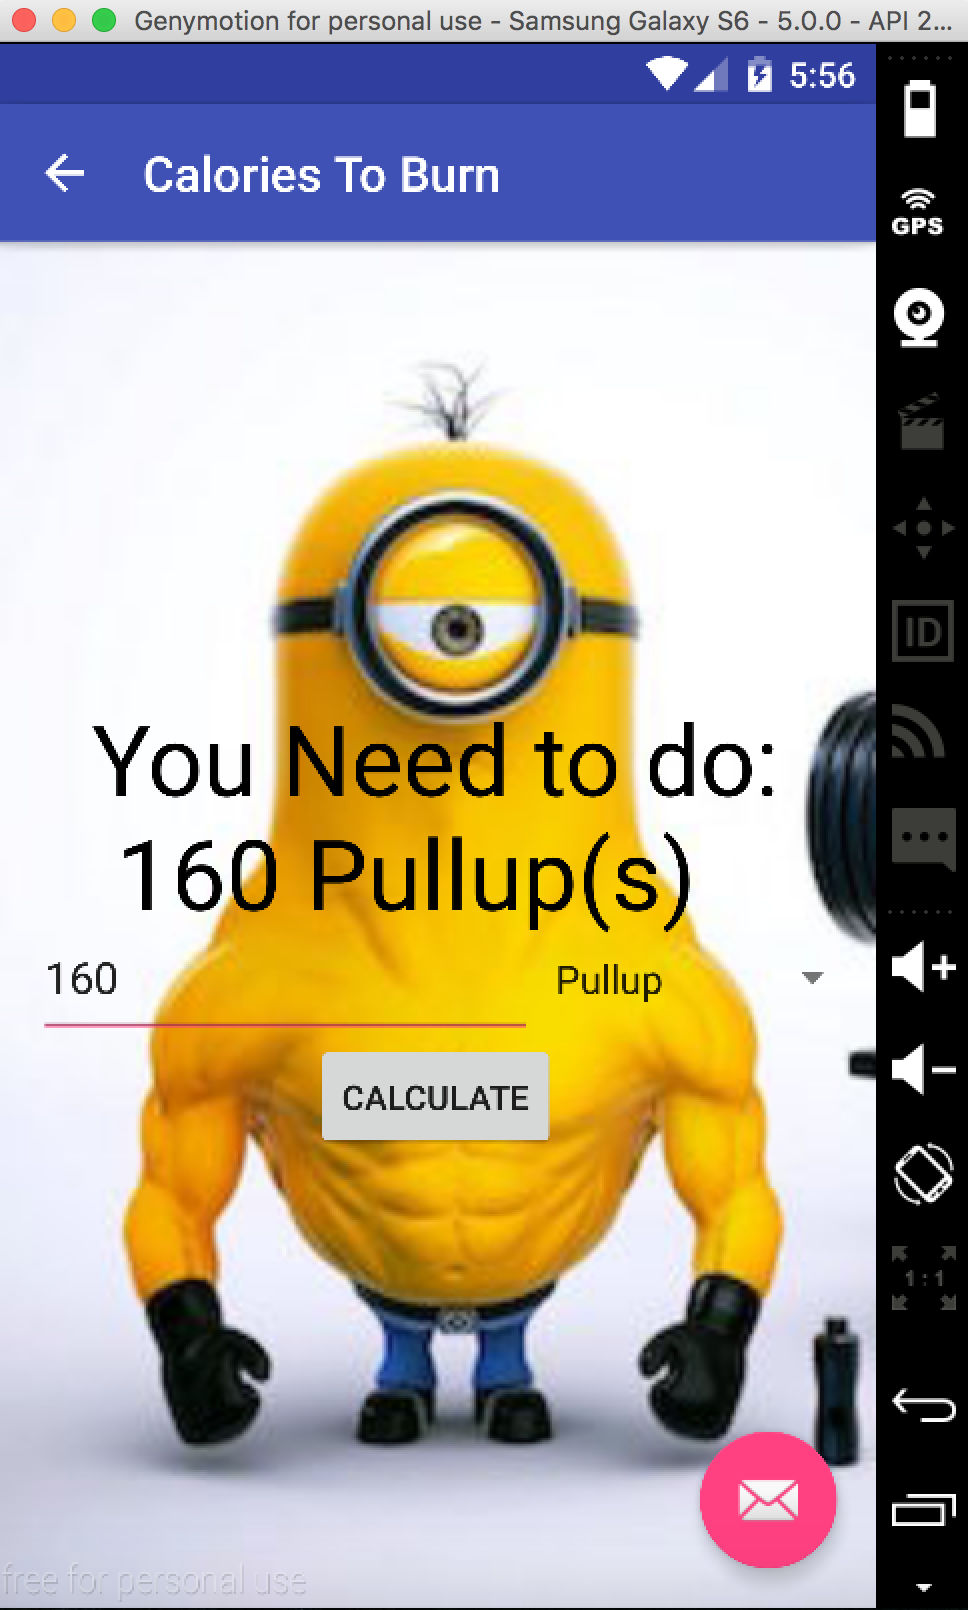 Genymotion for personal use - Samsung Galaxy S6 - 5.0.0 - API 2...
5:56
Calories To Burn
GPS
ID
You Need to do:
160 Pullup(s)
160
Pullup
CALCULATE
1:1
free for personal use